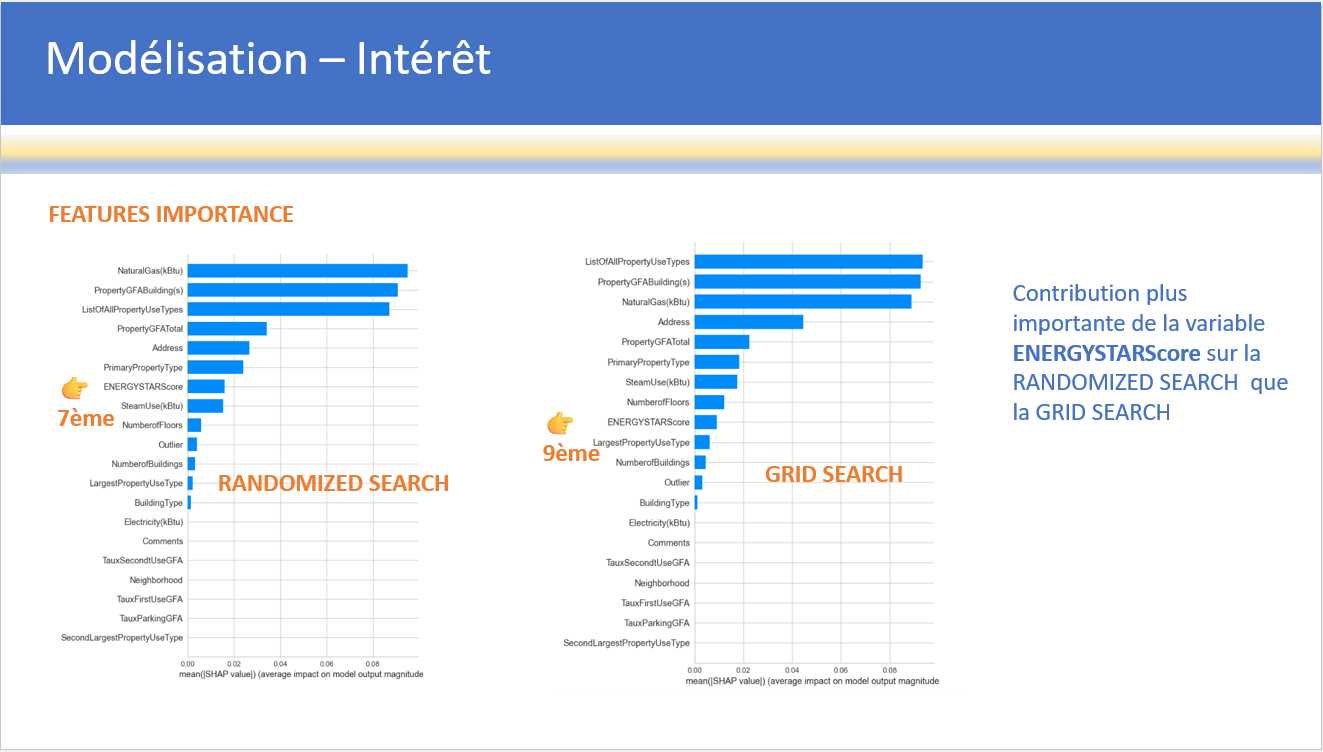 Modélisation – Intérêt
FEATURES IMPORTANCE
NaturalGas(kBtu)
PropertyGFABuilding(s)
ListOfAllPropertyUseTypes
PropertyGFATotal
Address
PrimaryPropertyType
ENERGYSTARScore
SteamUse(kBtu)
NumberofFloors
Outlier
NumberofBuildings
LargestPropertyUseType
BuildingType
Electricity(kBtu)
Comments
TauxSecondtUseGFA
Neighborhood
TauxFirstUseGFA
TauxParkingGFA
SecondLargestPropertyUseType
7ème
RANDOMIZED SEARCH
0.00 0.02 0.04 0.06 0.08
mean(|SHAP value|) (average impact on model output magnitude
ListOfAllPropertyUseTypes
PropertyGFABuilding(s)
NaturalGas(kBtu)
Address
PropertyGFATotal
PrimaryPropertyType
SteamUse(kBtu)
NumberofFloors
ENERGYSTARScore
LargestPropertyUseType
NumberofBuildings
Outlier
BuildingType
Electricity(kBtu)
Comments
TauxSecondtUseGFA
Neighborhood
TauxFirstUseGFA
TauxParkingGFA
SecondLargestPropertyUseType
9ème
GRID SEARCH
0.00 0.02 0.04 0.06 0.08
mean(|SHAP value|) (average impact on model output magnitude
Contribution plus
importante de la variable
ENERGYSTARScore sur la
RANDOMIZED SEARCH que
la GRID SEARCH